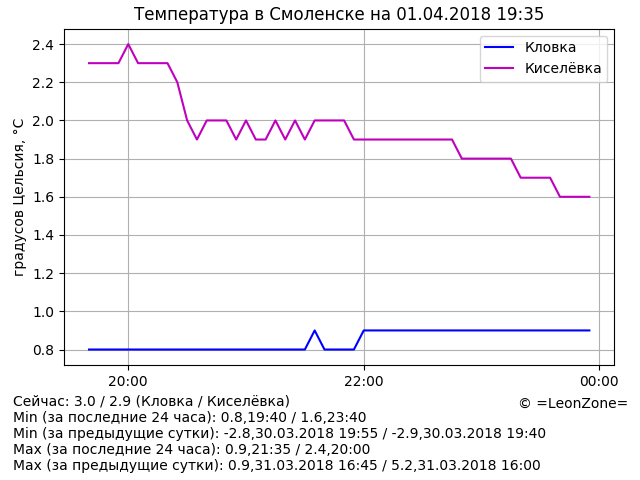 Температура в Смоленске на 01.04.2018 19:35
Кловка
Киселёвка
градусов Цельсия, °C
2.4
2.2
2.0
1.8
1.6
1.4
1.2
1.0
0.8
20:00 22:00 00:00
Сейчас: 3.0 / 2.9 (Кловка / Киселёвка)
© =LeonZone=
Min (за последние 24 часа): 0.8,19:40 / 1.6,23:40
Min (за предыдущие сутки): -2.8,30.03.2018 19:55 / -2.9,30.03.2018 19:40
Max (за последние 24 часа): 0.9,21:35 / 2.4,20:00
Max (за предыдущие сутки): 0.9,31.03.2018 16:45 / 5.2,31.03.2018 16:00